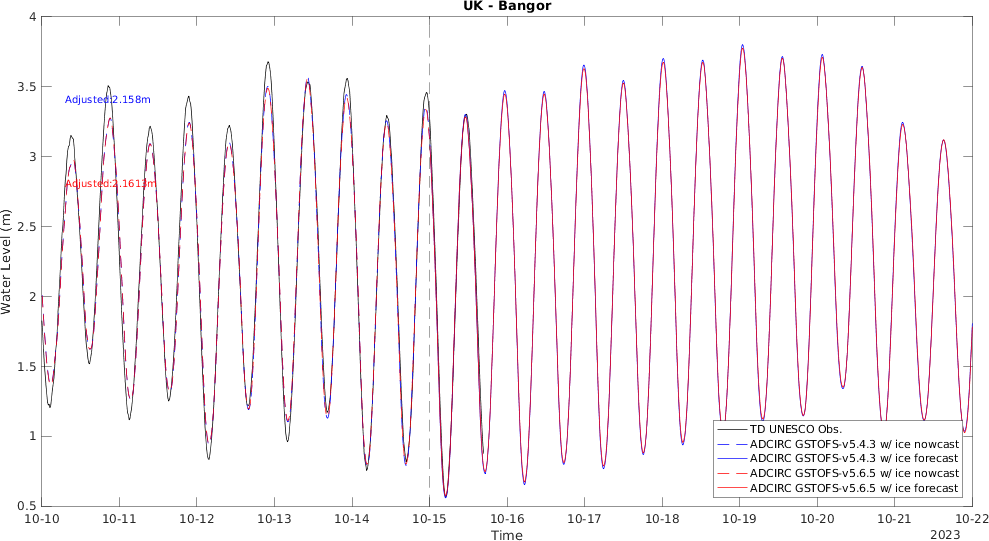 UK - Bangor
4
3.5
3
2.5
2
1.5
1
0.5
Water Level (m)
Adjusted:2.158m
Adjusted:2.1613m
TD UNESCO Obs.
ADCIRC GSTOFS-v5.4.3 w/ ice nowcast
ADCIRC GSTOFS-v5.4.3 w/ ice forecast
ADCIRC GSTOFS-v5.6.5 w/ ice nowcast
ADCIRC GSTOFS-v5.6.5 w/ ice forecast
10-10 10-11 10-12 10-13 10-14 10-15 10-16 10-17 10-18 10-19 10-20 10-21 10-22
Time
2023